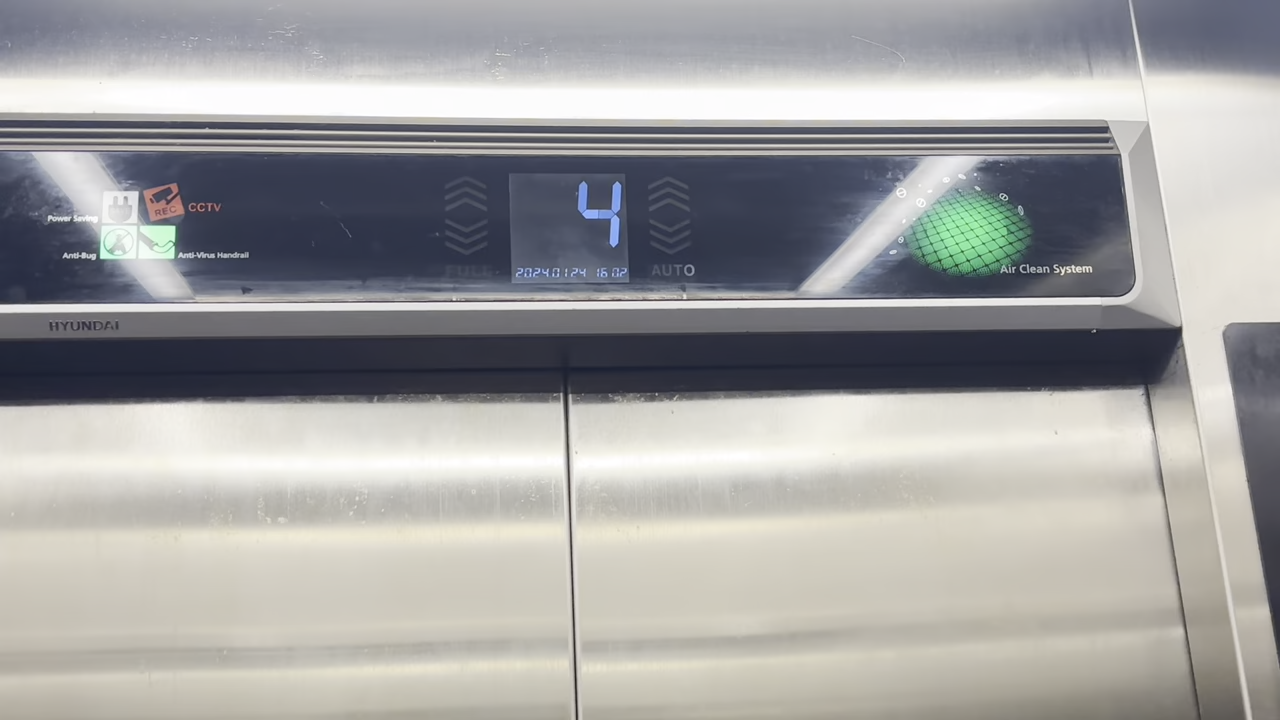 Power Saving
REC
CCTV
Anti-Bug
Anti-Virus Handrail
4
2024.01.24 16:02
FULL
AUTO
Air Clean System
HYUNDAI